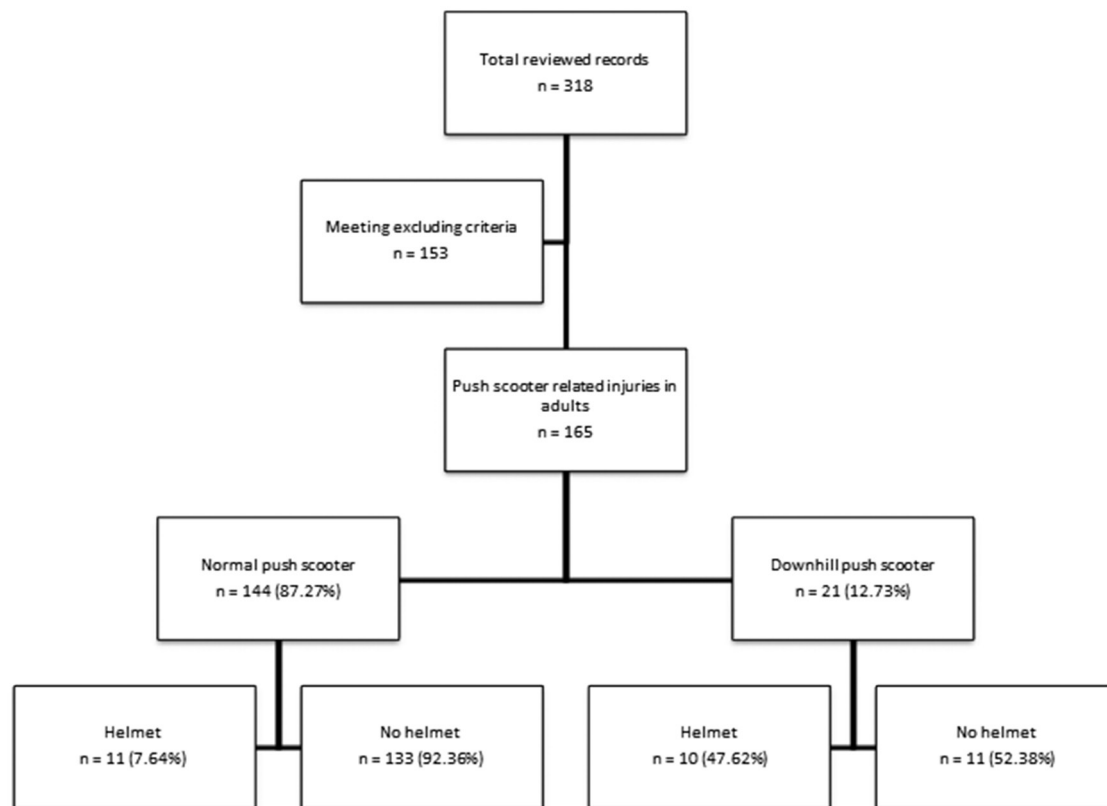 Total reviewed records
n = 318
Meeting excluding criteria
n = 153
Push scooter related injuries in
adults
n = 165
Normal push scooter
n = 144 (87.27%)
Downhill push scooter
n = 21 (12.73%)
Helmet
n = 11 (7.64%)
No helmet
n = 133 (92.36%)
Helmet
n = 10 (47.62%)
No helmet
n = 11 (52.38%)